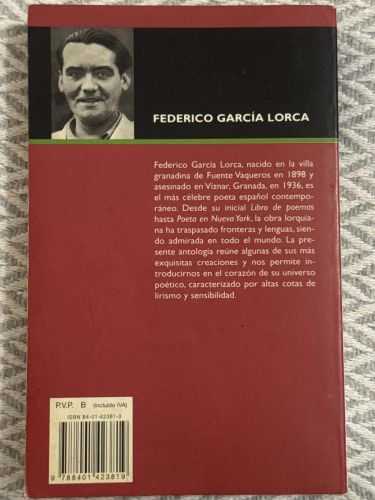 FEDERICO GARCÍA LORCA
Federico García Lorca, nacido en la villa
granadina de Fuente Vaqueros en 1898 y
asesinado en Víznar, Granada, en 1936, es
el más célebre poeta español contempo-
ráneo. Desde su inicial Libro de poemas
hasta Poeta en Nueva York, la obra lorquia-
na ha traspasado fronteras y lenguas, sien-
do admirada en todo el mundo. La pre-
sente antología reúne algunas de sus más
más exquisitas creaciones y nos permite in-
troducirnos en el corazón de su universo
poético, caracterizado por altas cotas de
lirismo y sensibilidad.
P.V.P. B (incluido IVA)
ISBN 84-01-42381-3
9 788401 423819